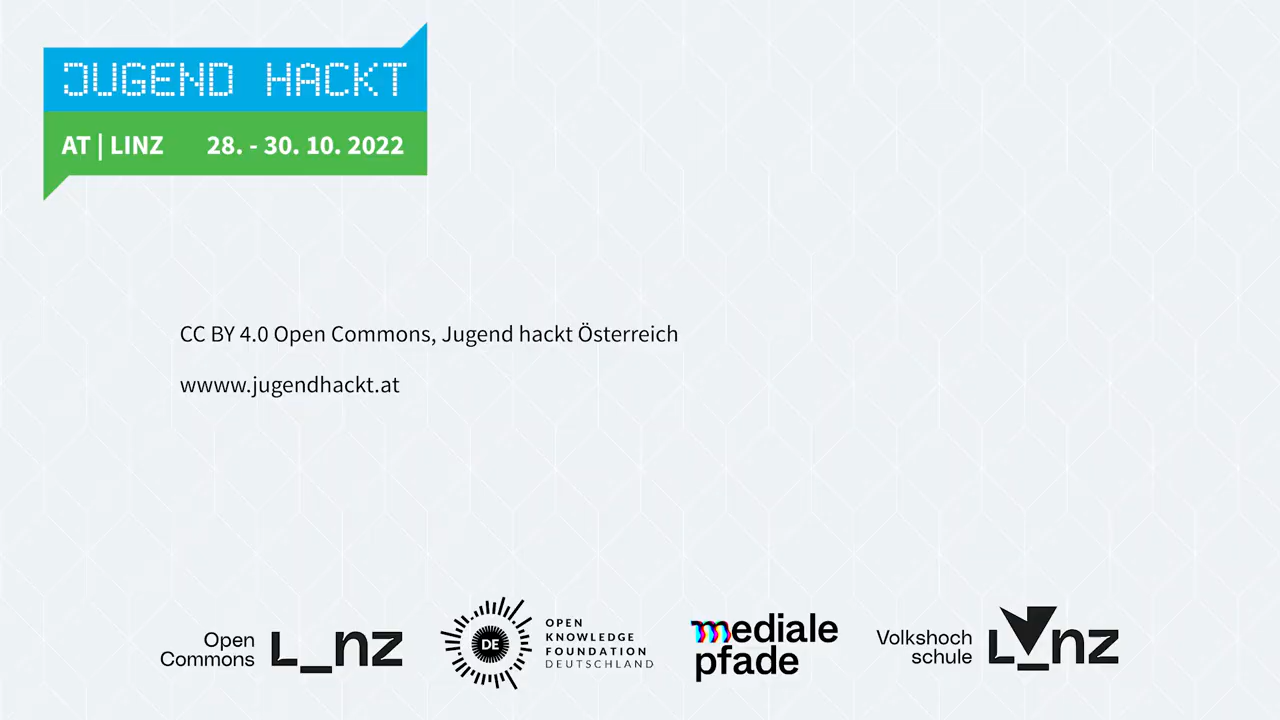 JUGEND HACKT
AT | LINZ 28. - 30. 10. 2022
CC BY 4.0 Open Commons, Jugend hackt Österreich
wwww.jugendhackt.at
Open
Commons
L_nz
DE
OPEN
KNOWLEDGE
FOUNDATION
DEUTSCHLAND
mediale
pfade
Volkshoch
schule
L_nz